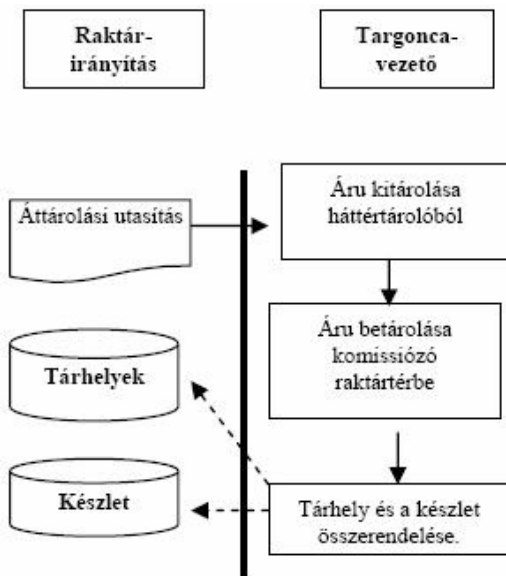 Raktár-
irányítás
Targonca-
vezető
Áttárolási utasítás
Áru kitárolása
háttértárolóból
Áru betárolása
komissiózó
raktártérbe
Tárhelyek
Készlet
Tárhely és a készlet
összerendelése.